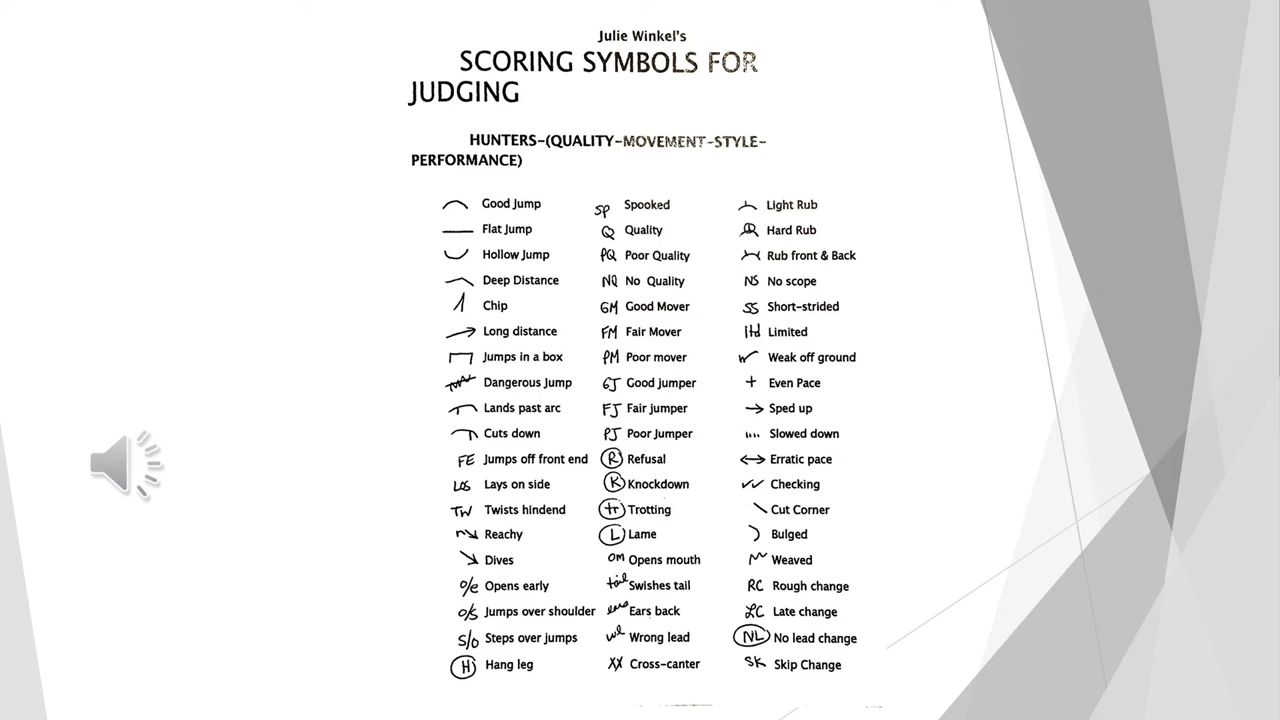 Julie Winkel's
SCORING SYMBOLS FOR
JUDGING
HUNTERS-(QUALITY-MOVEMENT-STYLE-
PERFORMANCE)
Good Jump
Flat Jump
Hollow Jump
Deep Distance
Chip
Long distance
Jumps in a box
Dangerous Jump
Lands past arc
Cuts down
FE Jumps off front end
LOS Lays on side
TW Twists hindend
Reachy
Dives
o/e Opens early
o/s Jumps over shoulder
s/o Steps over jumps
H Hang leg
SP Spooked
Q Quality
PQ Poor Quality
NQ No Quality
GM Good Mover
FM Fair Mover
PM Poor mover
GJ Good jumper
FJ Fair jumper
PJ Poor Jumper
R Refusal
K Knockdown
tr Trotting
L Lame
om Opens mouth
tail Swishes tail
ears Ears back
wl Wrong lead
XX Cross-canter
Light Rub
R Hard Rub
Rub front & Back
NS No scope
SS Short-strided
ltd Limited
Weak off ground
+ Even Pace
→ Sped up
Slowed down
↔ Erratic pace
✓✓ Checking
\ Cut Corner
) Bulged
Weaved
RC Rough change
LC Late change
NL No lead change
SK Skip Change